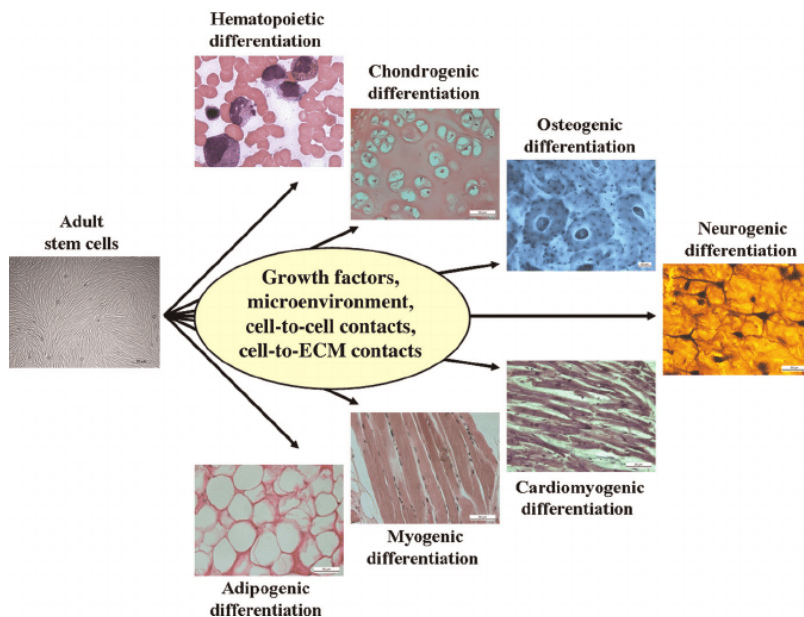 Hematopoietic
differentiation
Chondrogenic
differentiation
Osteogenic
differentiation
Adult
stem cells
Neurogenic
differentiation
Growth factors,
microenvironment,
cell-to-cell contacts,
cell-to-ECM contacts
Cardiomyogenic
differentiation
Myogenic
differentiation
Adipogenic
differentiation